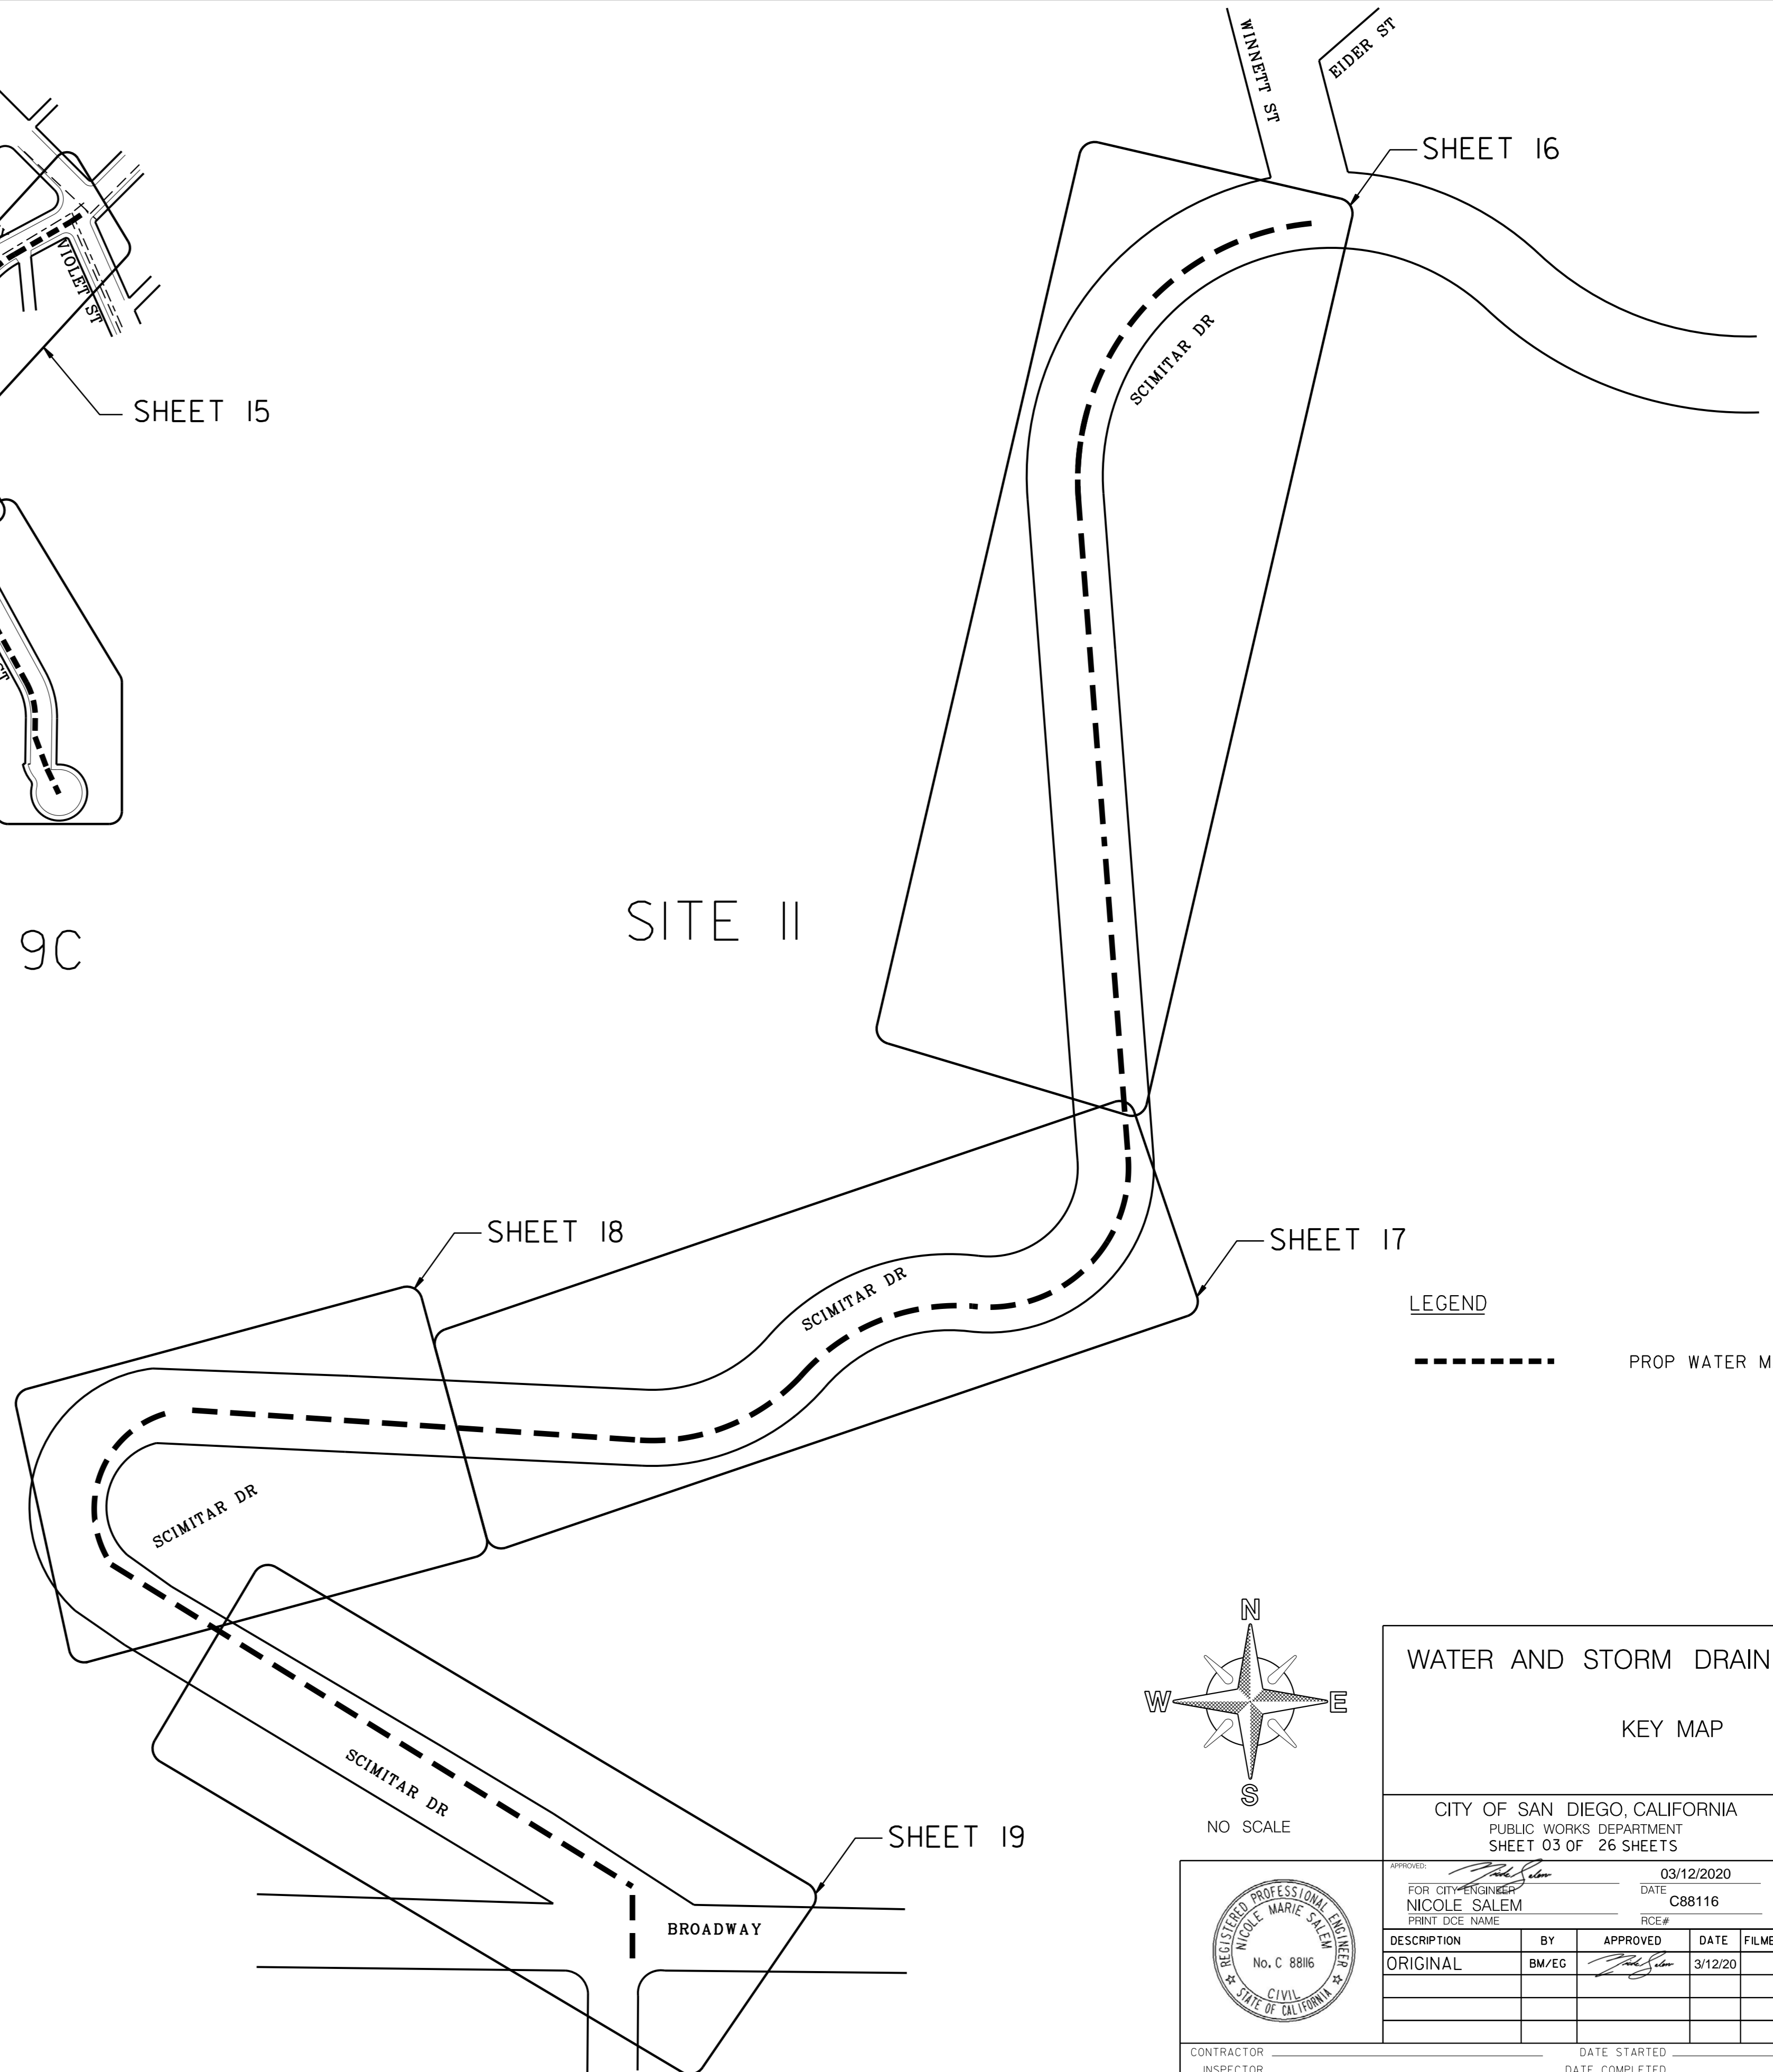 WINNETT ST
EIDER ST
SHEET 16
VIOLET ST
SCIMITAR DR
SHEET 15
SITE 11
9C
SHEET 18
SHEET 17
SCIMITAR DR
LEGEND
PROP WATER M
SCIMITAR DR
SCIMITAR DR
SHEET 19
BROADWAY
N
W
E
S
NO SCALE
WATER AND STORM DRAIN
KEY MAP
CITY OF SAN DIEGO, CALIFORNIA
PUBLIC WORKS DEPARTMENT
SHEET 03 OF 26 SHEETS
APPROVED:
03/12/2020
FOR CITY ENGINEER
DATE
NICOLE SALEM
C88116
PRINT DCE NAME
RCE#
DESCRIPTION BY APPROVED DATE FILME
ORIGINAL BM/EG 3/12/20
REGISTERED PROFESSIONAL ENGINEER
NICOLE MARIE SALEM
No. C 88116
CIVIL
STATE OF CALIFORNIA
CONTRACTOR
DATE STARTED
INSPECTOR
DATE COMPLETED